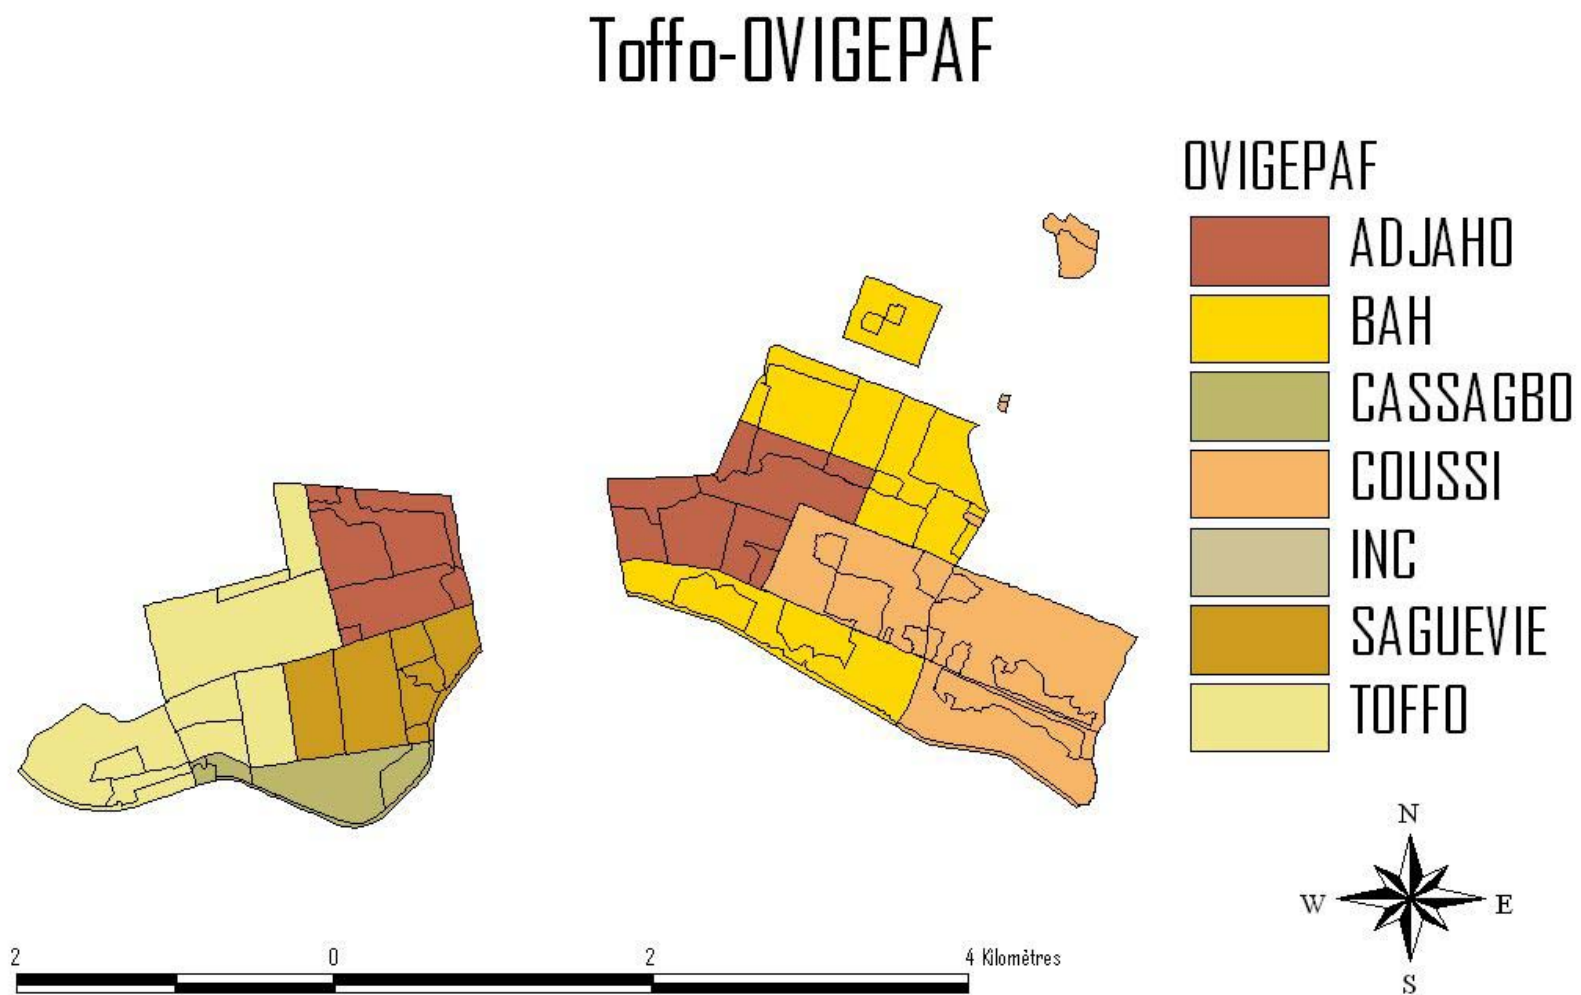 Toffo-OVIGEPAF
OVIGEPAF
ADJAHO
BAH
CASSAGBO
COUSSI
INC
SAGUEVIE
TOFFO
N
W E
S
2 0 2 4 Kilomètres